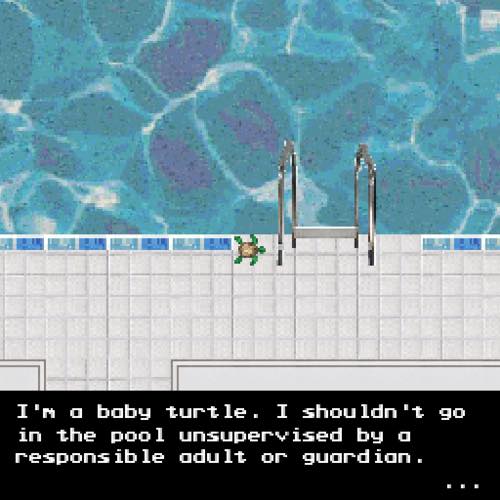 I'm a baby turtle. I shouldn't go
in the pool unsupervised by a
responsible adult or guardian.
...